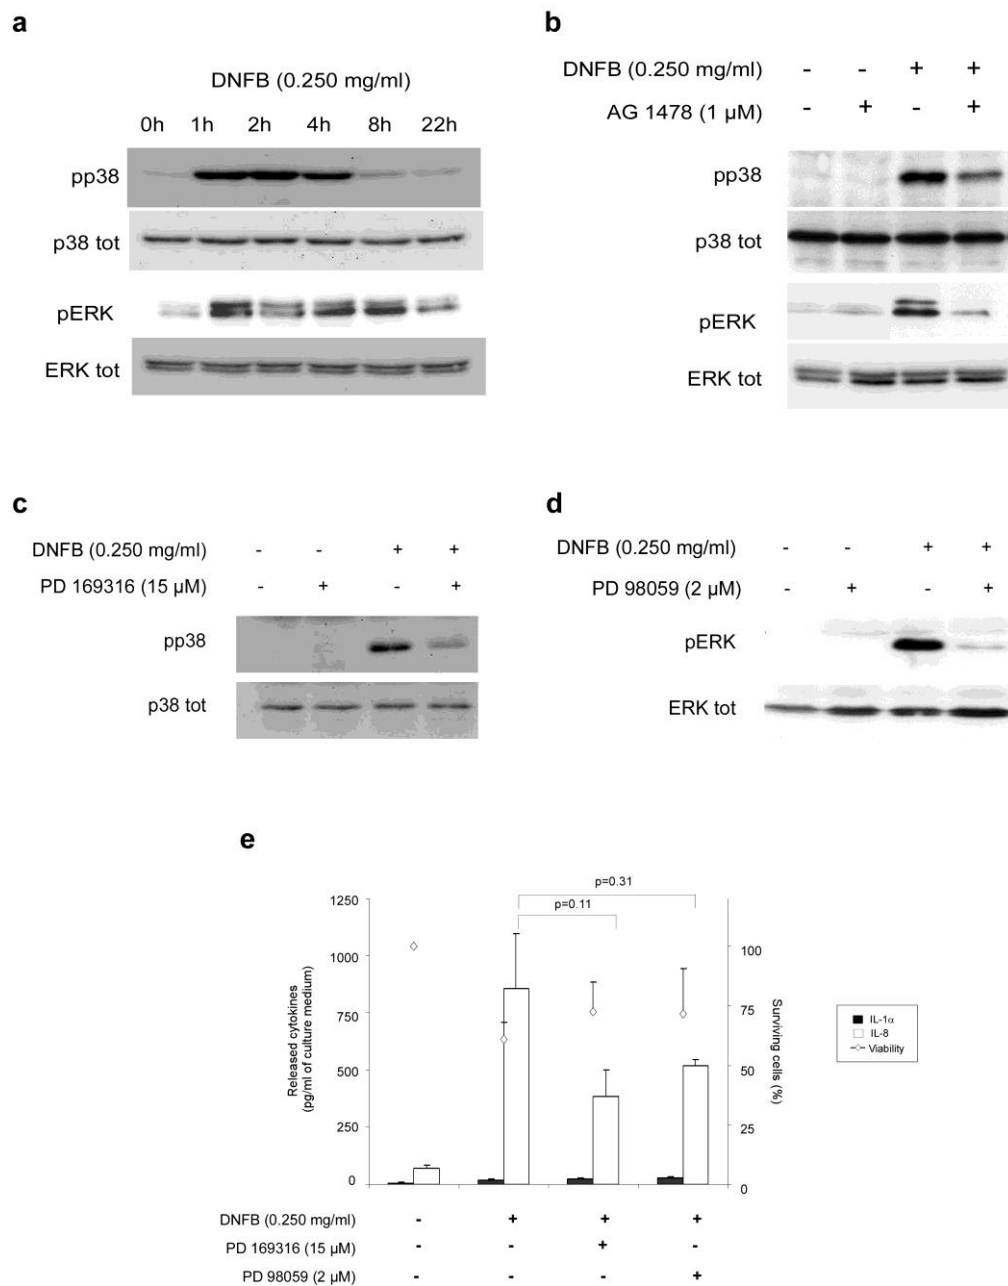 a
DNFB (0.250 mg/ml)
0h 1h 2h 4h 8h 22h
pp38
p38 tot
pERK
ERK tot
b
DNFB (0.250 mg/ml) - - + +
AG 1478 (1 µM) - + - +
pp38
p38 tot
pERK
ERK tot
c
DNFB (0.250 mg/ml) - - + +
PD 169316 (15 µM) - + - +
pp38
p38 tot
d
DNFB (0.250 mg/ml) - - + +
PD 98059 (2 µM) - + - +
pERK
ERK tot
e
p=0.31
p=0.11
Released cytokines
(pg/ml of culture medium)
1250
1000
750
500
250
0
100
75
50
25
0
Surviving cells (%)
IL-1α
IL-8
Viability
DNFB (0.250 mg/ml) - + + +
PD 169316 (15 µM) - - + -
PD 98059 (2 µM) - - - +